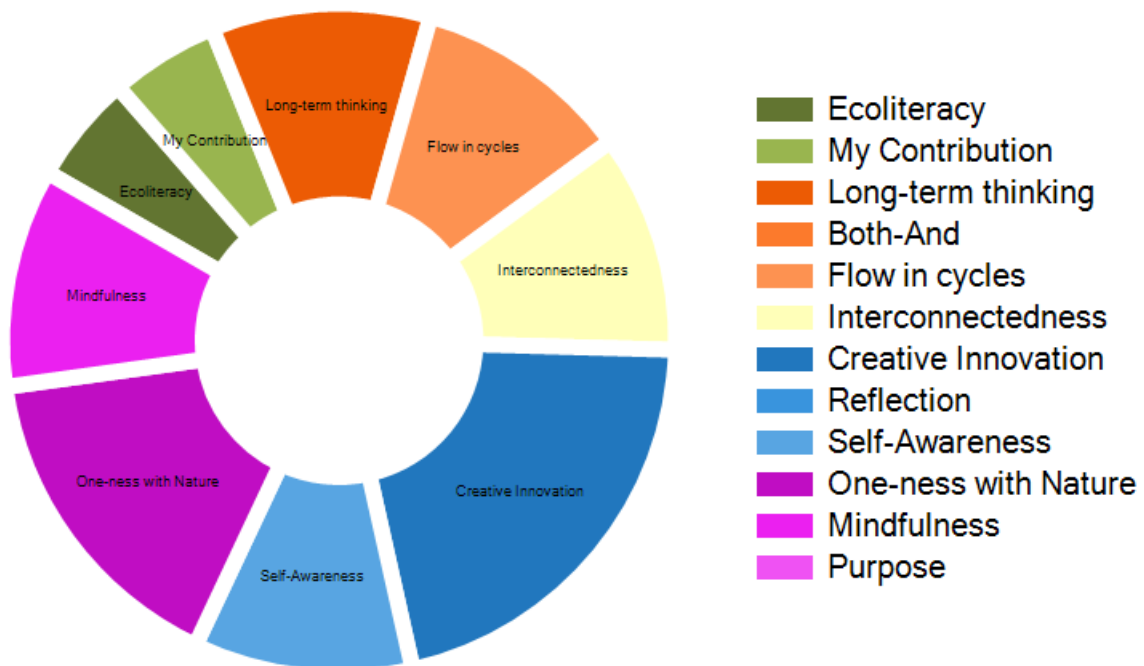 Long-term thinking
My Contribution
Flow in cycles
Ecoliteracy
Interconnectedness
Mindfulness
One-ness with Nature
Creative Innovation
Self-Awareness
Ecoliteracy
My Contribution
Long-term thinking
Both-And
Flow in cycles
Interconnectedness
Creative Innovation
Reflection
Self-Awareness
One-ness with Nature
Mindfulness
Purpose